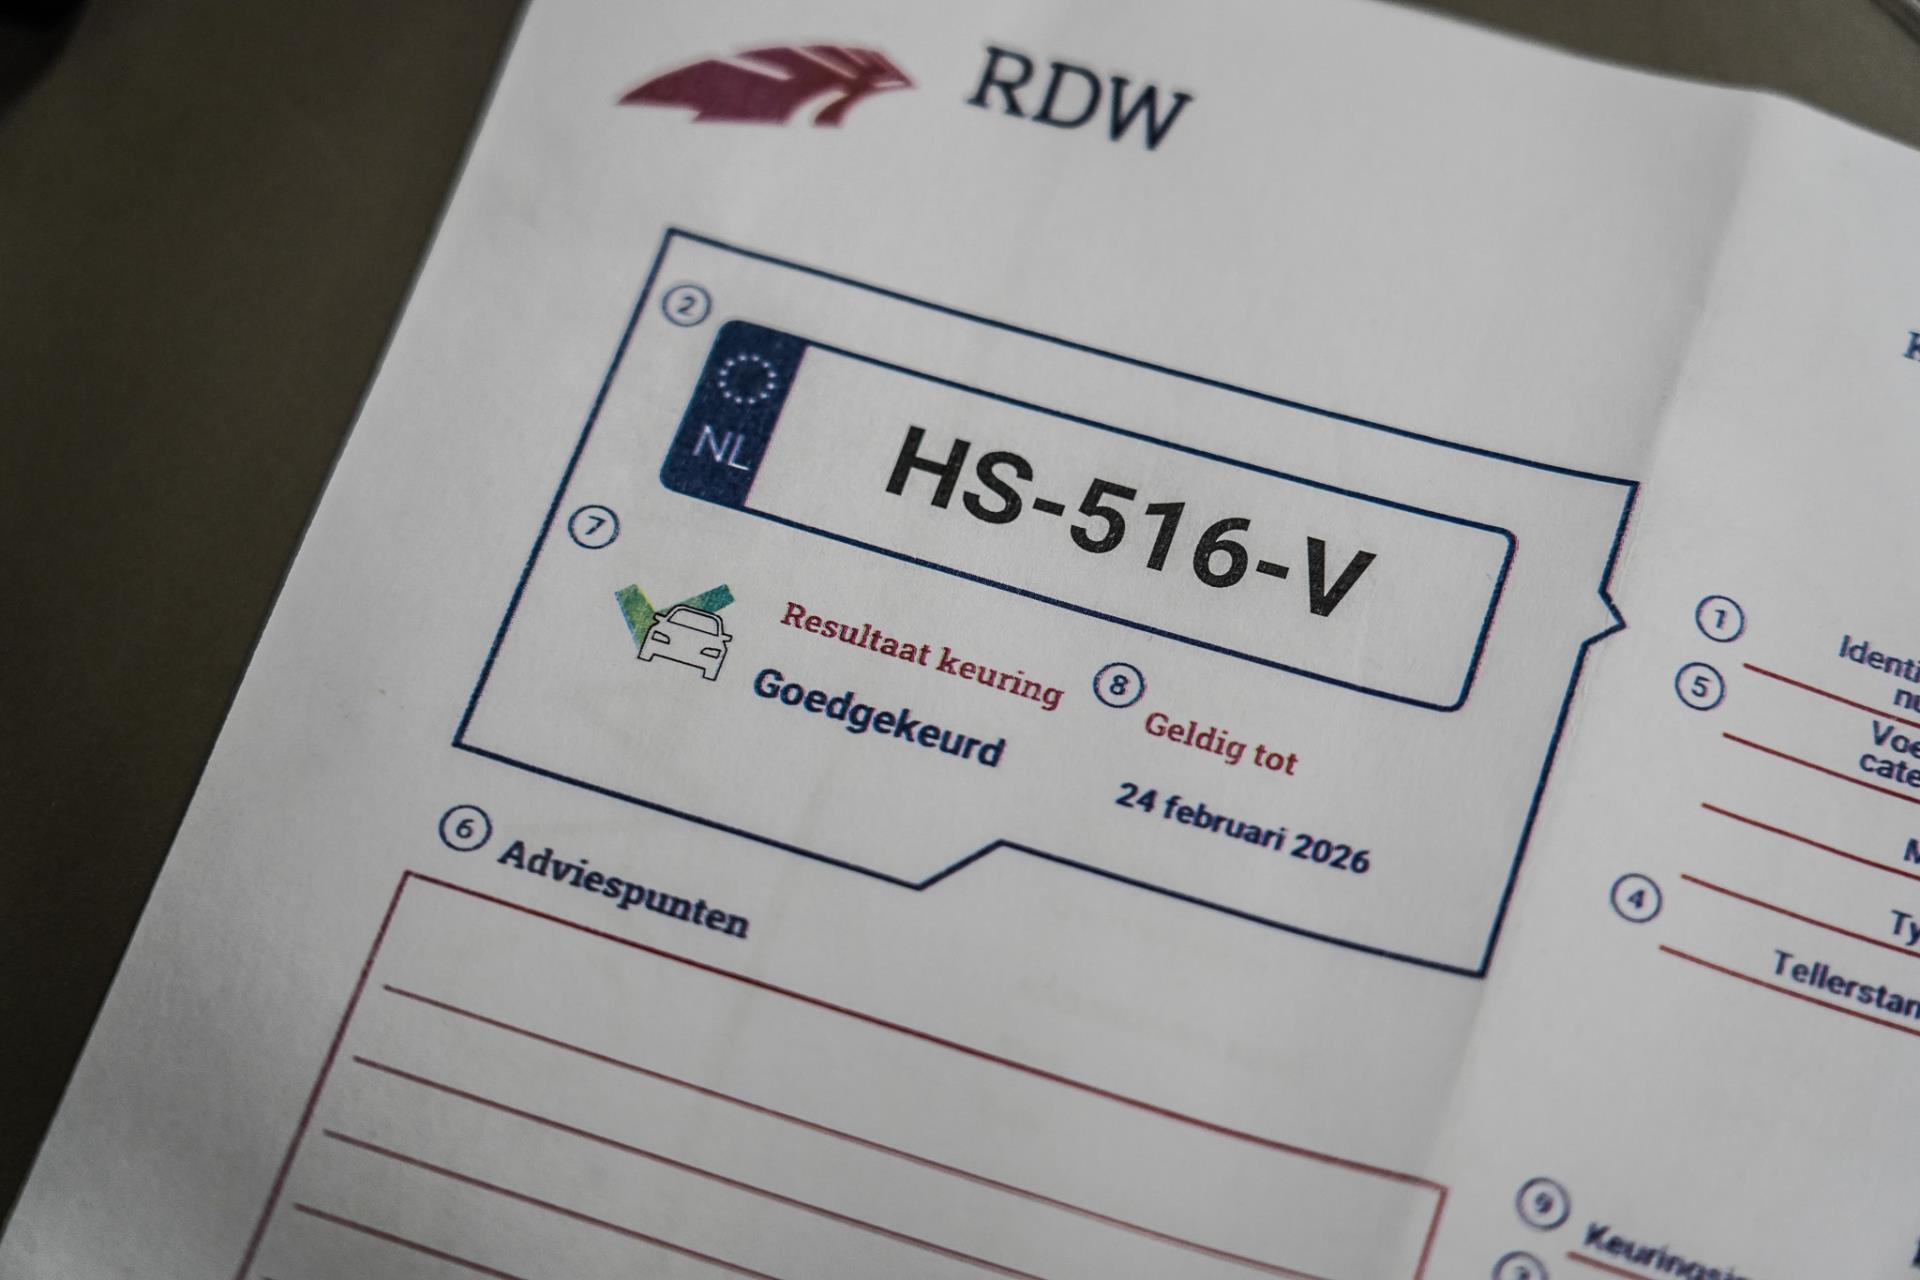 RDW
2
NL
HS-516-V
7
Resultaat keuring
Goedgekeurd
8
Geldig tot
24 februari 2026
6
Adviespunten
1
5
4
9